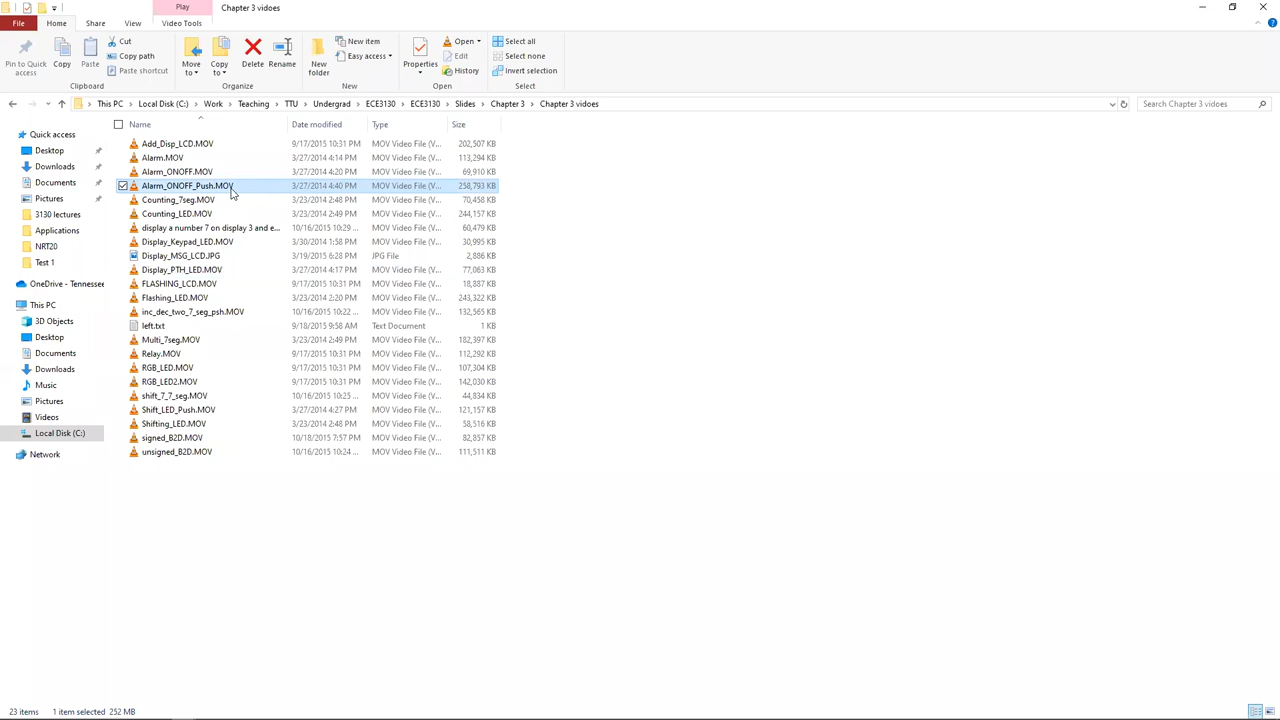 Play
Chapter 3 vidoes
File
Home
Share
View
Video Tools
Pin to Quick access
Copy
Paste
Cut
Copy path
Paste shortcut
Clipboard
Move to
Copy to
Delete
Rename
Organize
New folder
New item
Easy access
New
Properties
Open
Edit
History
Open
Select all
Select none
Invert selection
Select
This PC
Local Disk (C:)
Work
Teaching
TTU
Undergrad
ECE3130
ECE3130
Slides
Chapter 3
Chapter 3 vidoes
Search Chapter 3 vidoes
Quick access
Desktop
Downloads
Documents
Pictures
3130 lectures
Applications
NRT20
Test 1
OneDrive - Tennessee
This PC
3D Objects
Desktop
Documents
Downloads
Music
Pictures
Videos
Local Disk (C:)
Network
Name Date modified Type Size
Add_Disp_LCD.MOV 9/17/2015 10:31 PM MOV Video File (V... 202,507 KB
Alarm.MOV 3/27/2014 4:14 PM MOV Video File (V... 113,294 KB
Alarm_ONOFF.MOV 3/27/2014 4:20 PM MOV Video File (V... 69,910 KB
Alarm_ONOFF_Push.MOV 3/27/2014 4:40 PM MOV Video File (V... 258,793 KB
Counting_7seg.MOV 3/23/2014 2:48 PM MOV Video File (V... 70,458 KB
Counting_LED.MOV 3/23/2014 2:49 PM MOV Video File (V... 244,157 KB
display a number 7 on display 3 and e... 10/16/2015 10:29 ... MOV Video File (V... 60,479 KB
Display_Keypad_LED.MOV 3/30/2014 1:58 PM MOV Video File (V... 30,995 KB
Display_MSG_LCD.JPG 3/19/2015 6:28 PM JPG File 2,886 KB
Display_PTH_LED.MOV 3/27/2014 4:17 PM MOV Video File (V... 77,063 KB
FLASHING_LCD.MOV 9/17/2015 10:31 PM MOV Video File (V... 18,887 KB
Flashing_LED.MOV 3/23/2014 2:20 PM MOV Video File (V... 243,322 KB
inc_dec_two_7_seg_psh.MOV 10/16/2015 10:22 ... MOV Video File (V... 132,565 KB
left.txt 9/18/2015 9:58 AM Text Document 1 KB
Multi_7seg.MOV 3/23/2014 2:49 PM MOV Video File (V... 182,397 KB
Relay.MOV 9/17/2015 10:31 PM MOV Video File (V... 112,292 KB
RGB_LED.MOV 9/17/2015 10:31 PM MOV Video File (V... 107,304 KB
RGB_LED2.MOV 9/17/2015 10:31 PM MOV Video File (V... 142,030 KB
shift_7_7_seg.MOV 10/16/2015 10:25 ... MOV Video File (V... 44,834 KB
Shift_LED_Push.MOV 3/27/2014 4:27 PM MOV Video File (V... 121,157 KB
Shifting_LED.MOV 3/23/2014 2:48 PM MOV Video File (V... 58,516 KB
signed_B2D.MOV 10/18/2015 7:57 PM MOV Video File (V... 82,857 KB
unsigned_B2D.MOV 10/16/2015 10:24 ... MOV Video File (V... 111,511 KB
23 items 1 item selected 252 MB